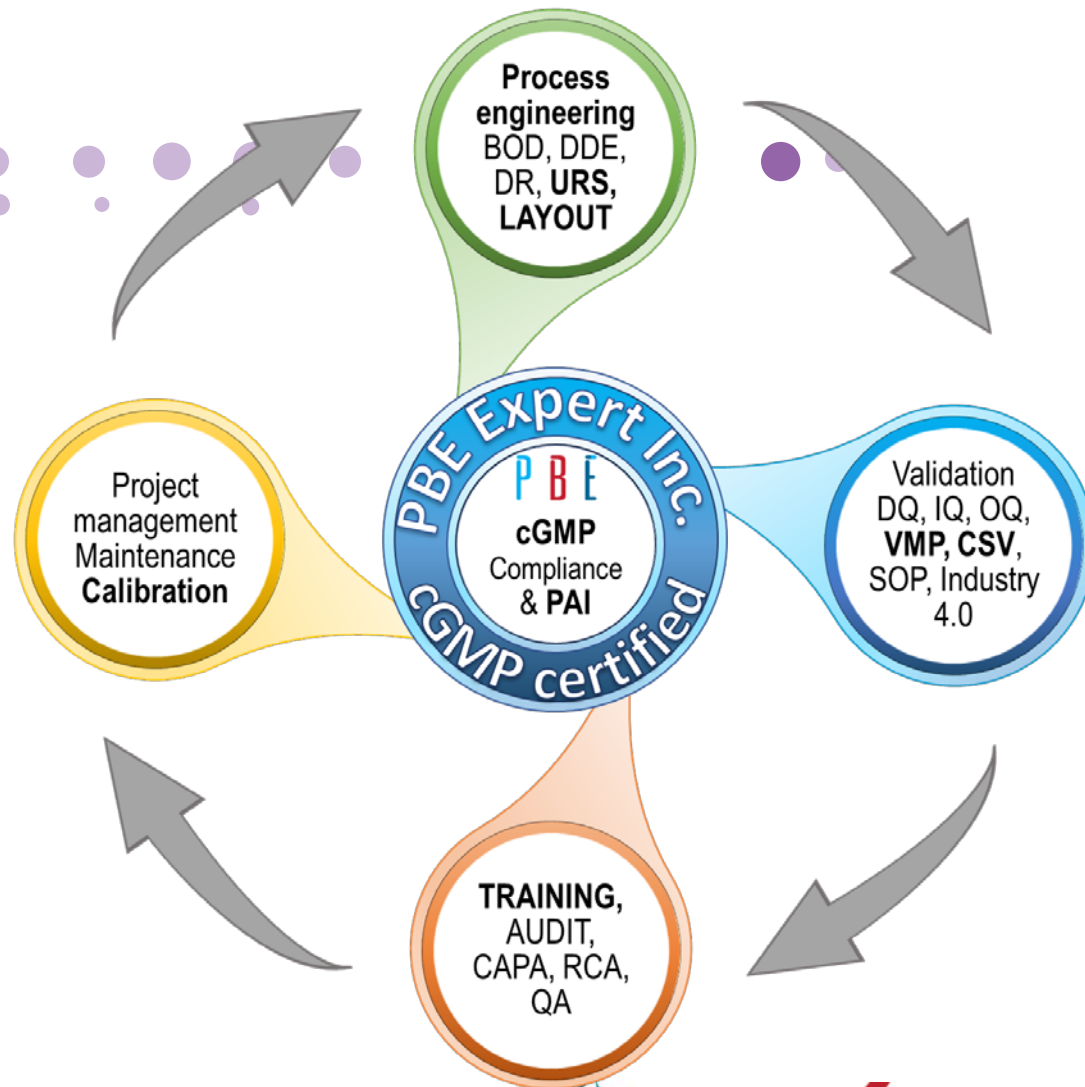 Process
engineering
BOD, DDE,
DR, URS,
LAYOUT
PBE Expert Inc.
PBE
cGMP
Compliance
& PAI
cGMP certified
Validation
DQ, IQ, OQ,
VMP, CSV,
SOP, Industry
4.0
Project
management
Maintenance
Calibration
TRAINING,
AUDIT,
CAPA, RCA,
QA